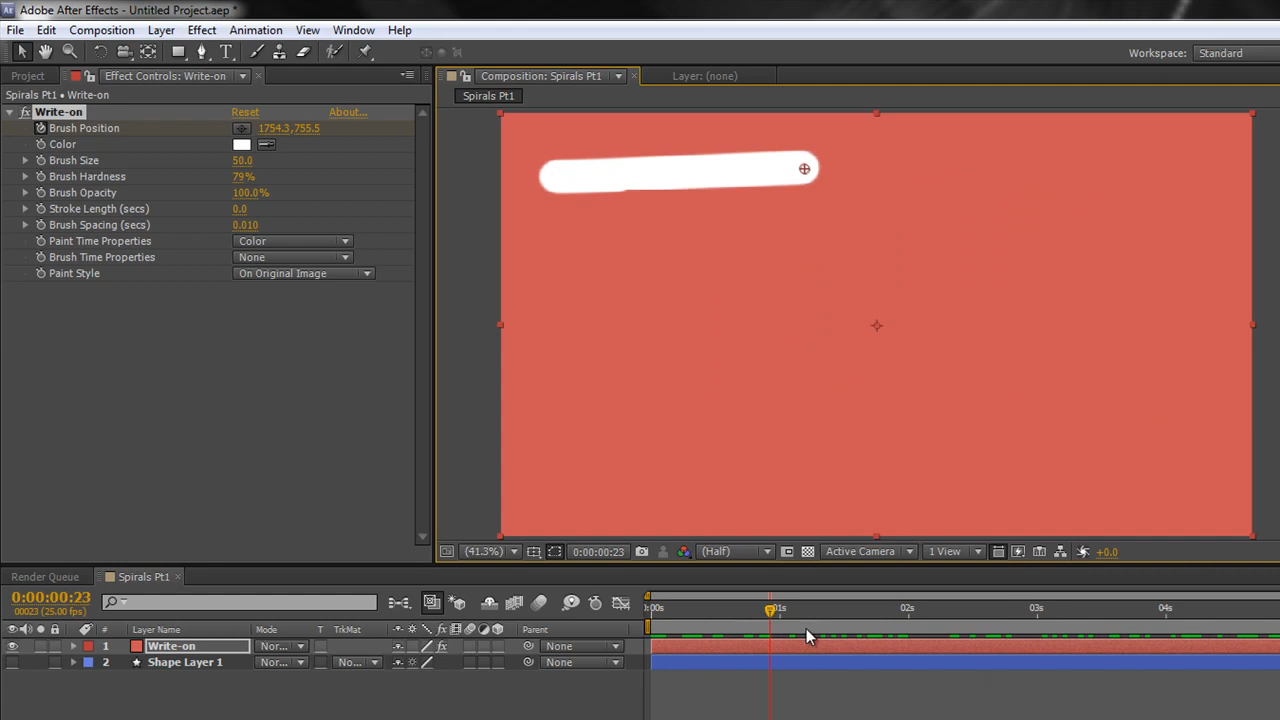 Adobe After Effects - Untitled Project.aep *
File Edit Composition Layer Effect Animation View Window Help
Workspace: Standard
Project Effect Controls: Write-on Composition: Spirals Pt1 Layer: (none)
Spirals Pt1 • Write-on Spirals Pt1
fx Write-on Reset About...
Brush Position 1754.3,755.5
Color
Brush Size 50.0
Brush Hardness 79%
Brush Opacity 100.0%
Stroke Length (secs) 0.0
Brush Spacing (secs) 0.010
Paint Time Properties Color
Brush Time Properties None
Paint Style On Original Image
(41.3%) 0:00:00:23 (Half) Active Camera 1 View +0.0
Render Queue Spirals Pt1
0:00:00:23
00023 (25.00 fps) 0:00s 01s 02s 03s 04s
# Layer Name Mode T TrkMat fx Parent
1 Write-on Nor... fx None
2 Shape Layer 1 Nor... No... None